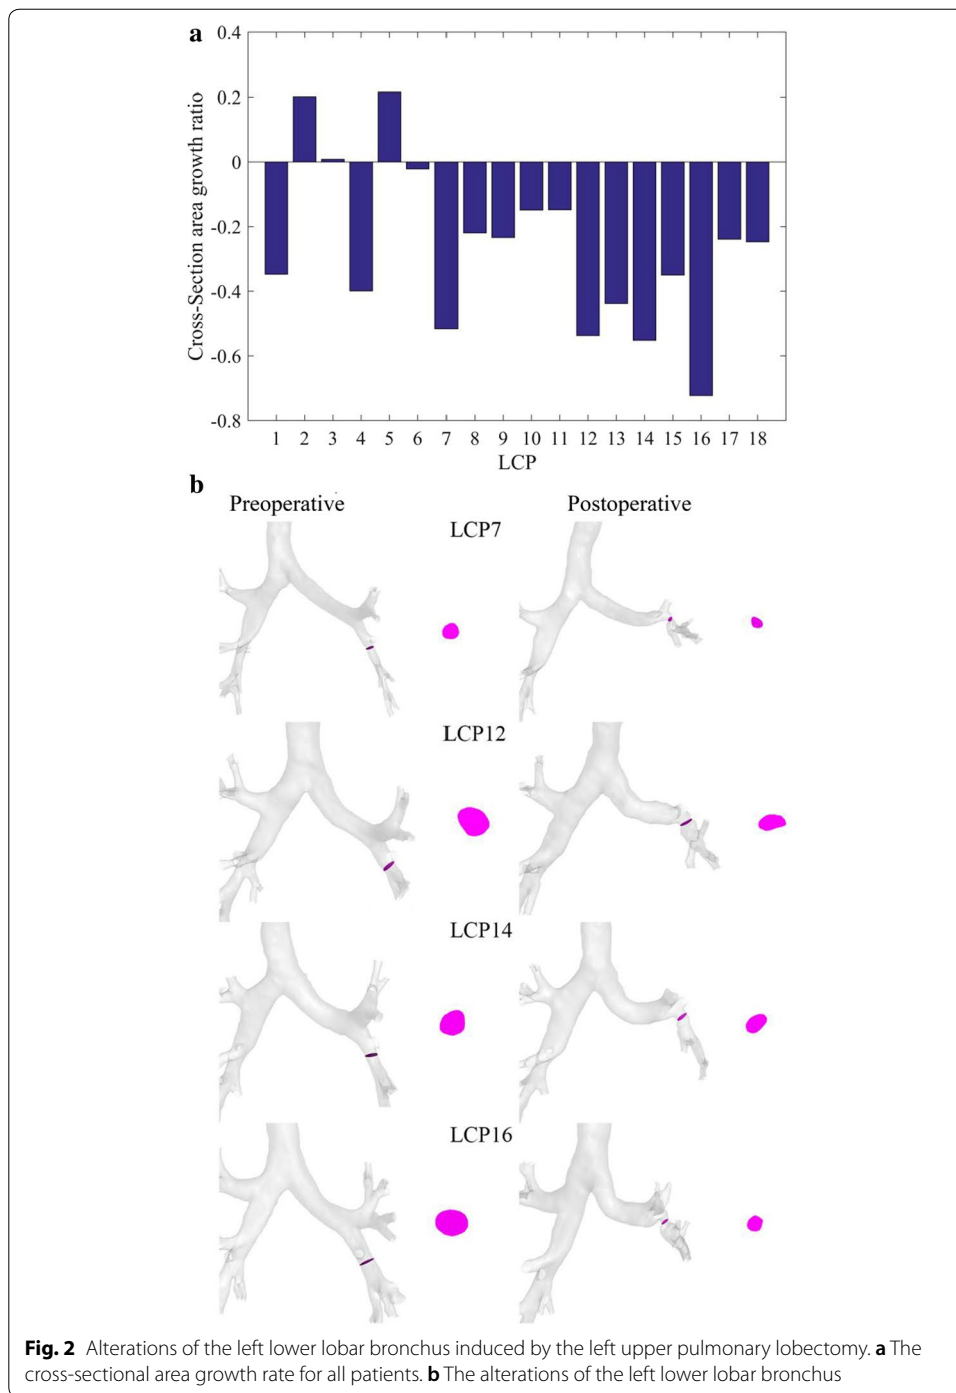 a
0.4
0.2
0
-0.2
-0.4
-0.6
-0.8
Cross-Section area growth ratio
1 2 3 4 5 6 7 8 9 10 11 12 13 14 15 16 17 18
LCP
b
Preoperative Postoperative
LCP7
LCP12
LCP14
LCP16
Fig. 2 Alterations of the left lower lobar bronchus induced by the left upper pulmonary lobectomy. a The
cross-sectional area growth rate for all patients. b The alterations of the left lower lobar bronchus